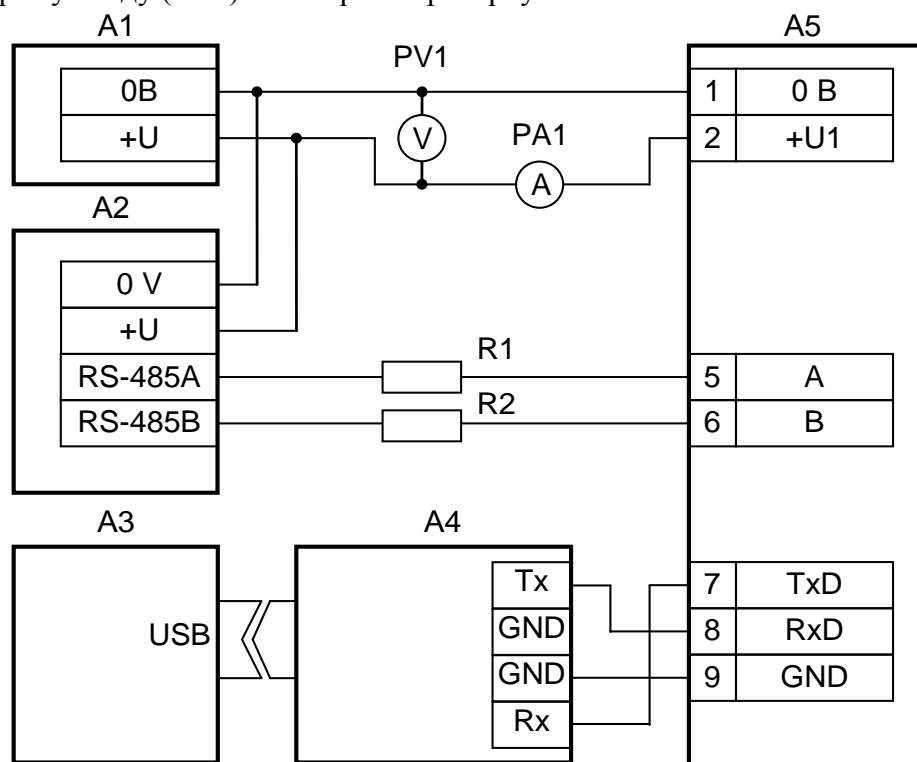 A1
A5
PV1
0В
1
0 В
+U
V
PA1
2
+U1
A
A2
0 V
+U
R1
RS-485A
5
A
R2
RS-485B
6
B
A3
A4
Tx
7
TxD
USB
GND
8
RxD
GND
9
GND
Rx